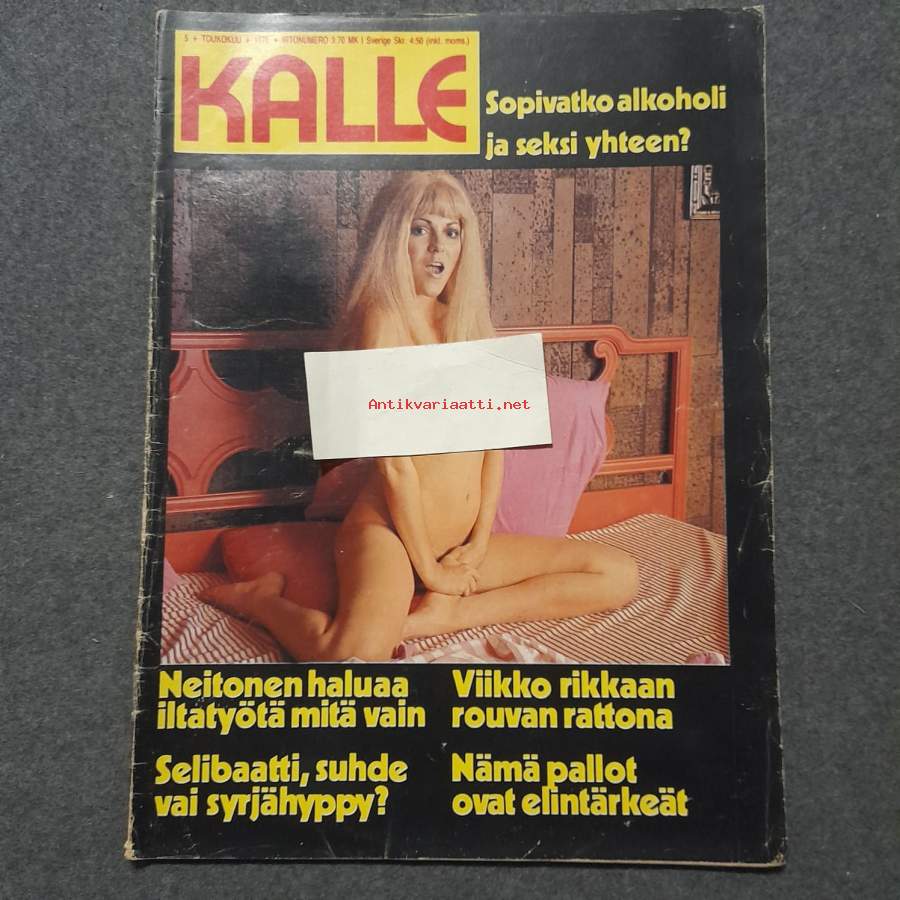 5 • TOUKOKUU • IRTONUMERO 3.70 MK | Sverige Skr. 4:50 (inkl. moms.)
KALLE
Sopivatko alkoholi
ja seksi yhteen?
Antikvariaatti.net
Neitonen haluaa
iltatyötä mitä vain
Viikko rikkaan
rouvan rattona
Selibaatti, suhde
vai syrjähyppy?
Nämä pallot
ovat elintärkeät